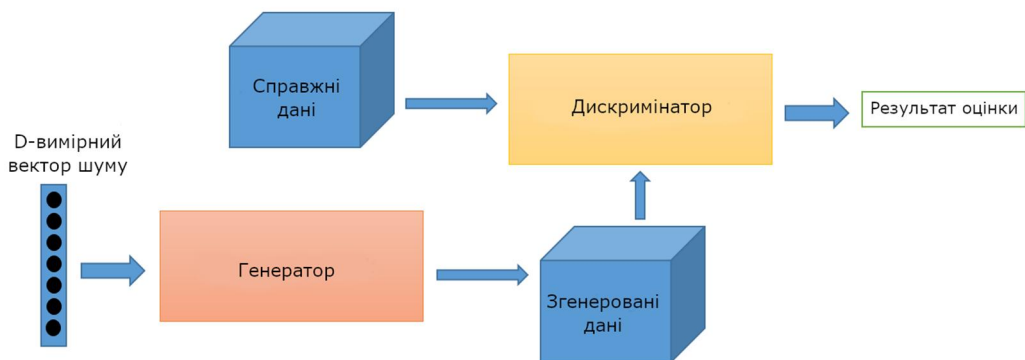 Справжні
дані
Дискримінатор
Результат оцінки
D-вимірний
вектор шуму
Генератор
Згенеровані
дані